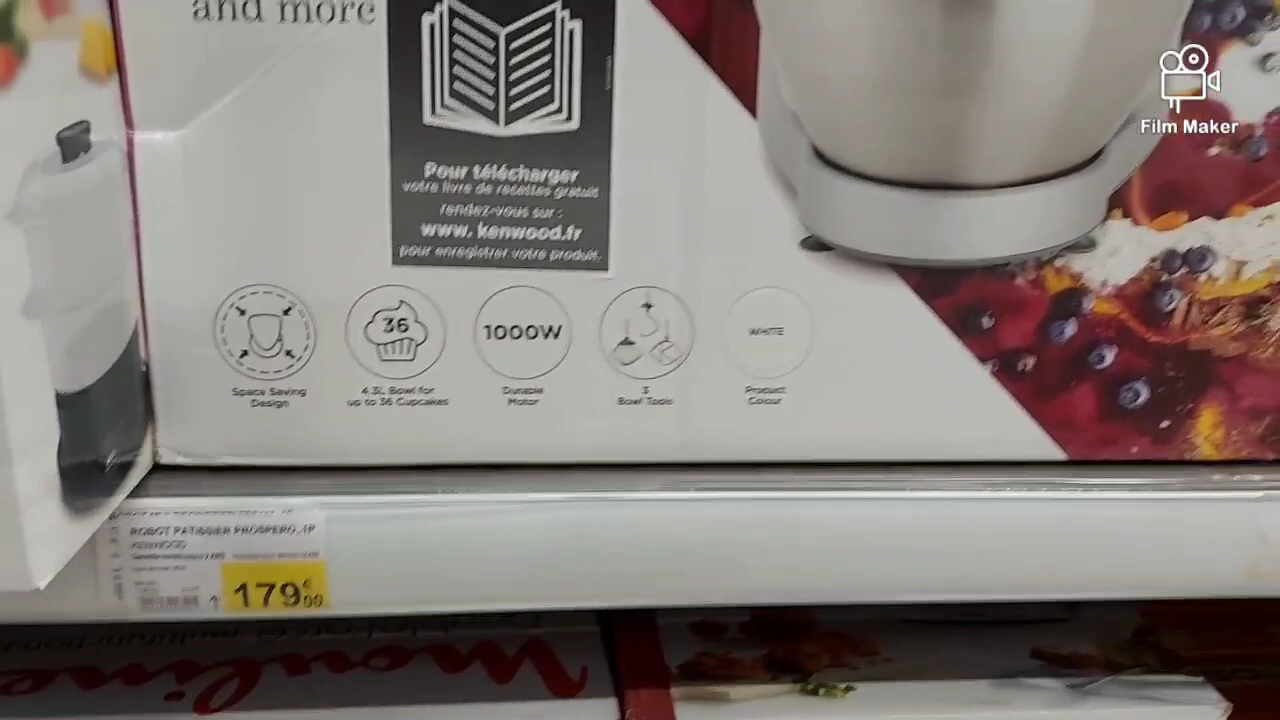 and more
Film Maker
Pour télécharger
votre livre de recettes gratuit
rendez-vous sur :
www.kenwood.fr
pour enregistrer votre produit.
36
1000W
WHITE
Space Saving
Design
4.3L Bowl for
up to 36 Cupcakes
Durable
Motor
3
Bowl Tools
Product
Colour
ROBOT PATISSIER PROSPERO
KENWOOD
179€00
Mouline